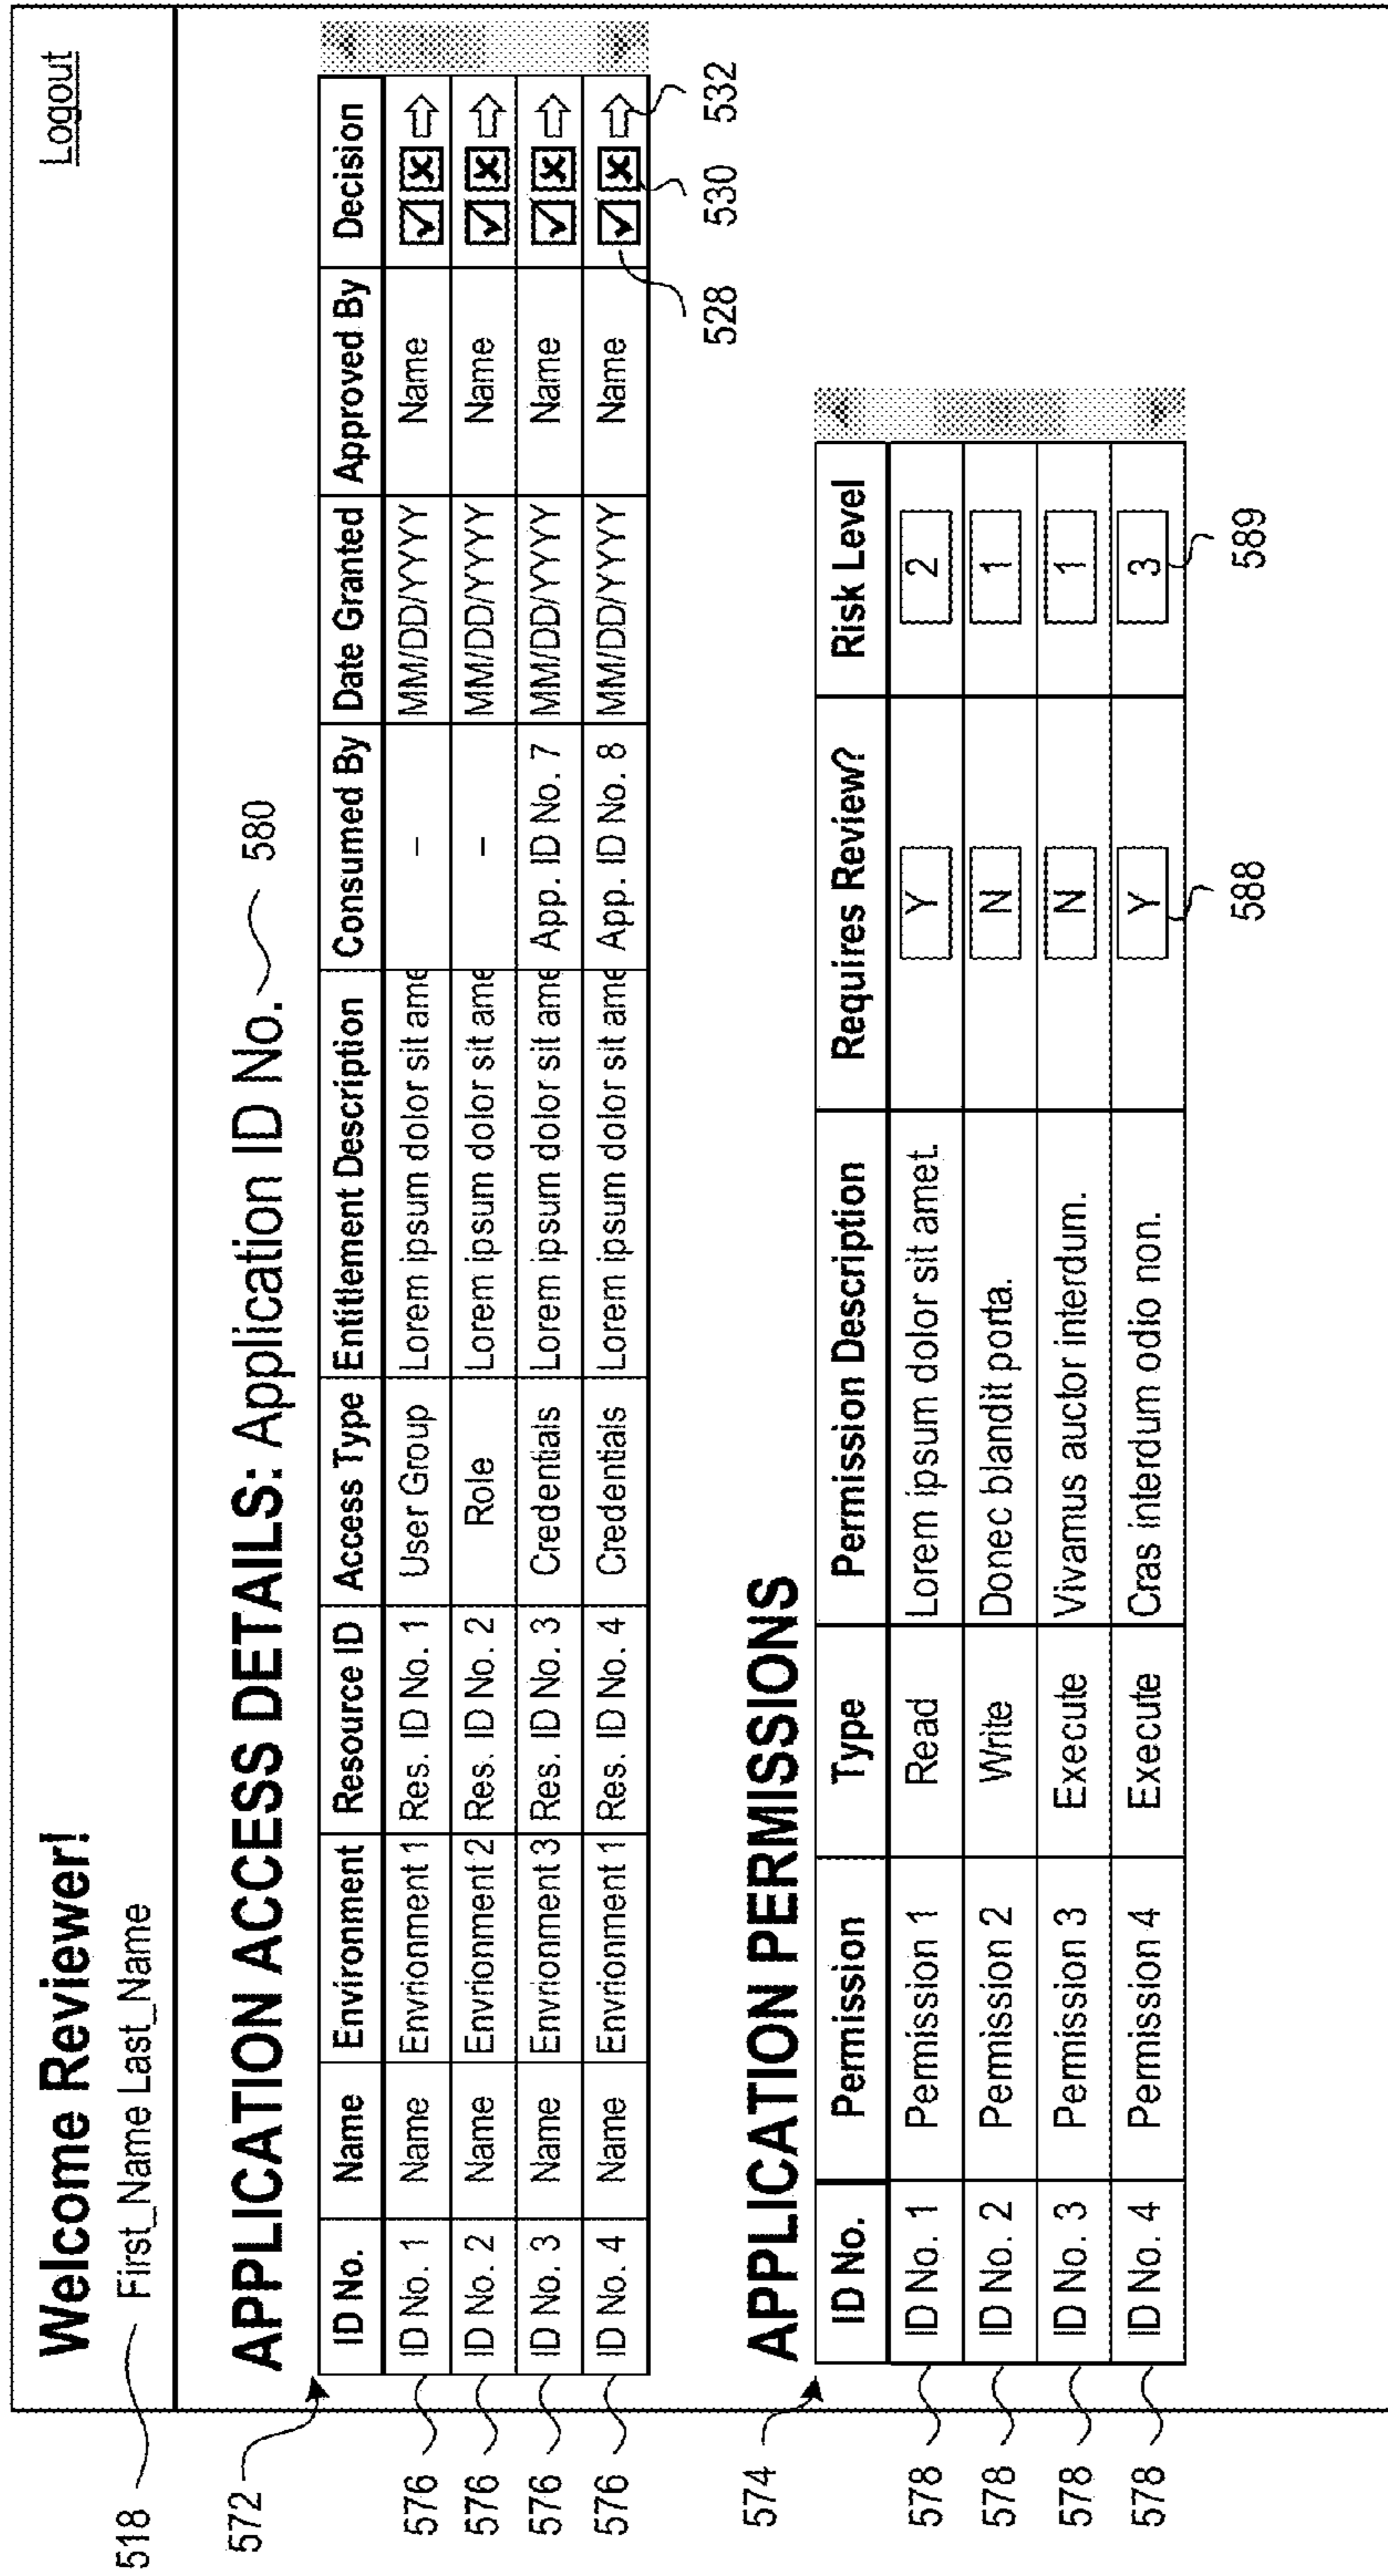 Welcome Reviewer! Logout
518 First_Name Last_Name
APPLICATION ACCESS DETAILS: Application ID No. 580
572
ID No. Name Environment Resource ID Access Type Entitlement Description Consumed By Date Granted Approved By Decision
576 ID No. 1 Name Envrionment 1 Res. ID No. 1 User Group Lorem ipsum dolor sit ame – MM/DD/YYYY Name
576 ID No. 2 Name Envrionment 2 Res. ID No. 2 Role Lorem ipsum dolor sit ame – MM/DD/YYYY Name
576 ID No. 3 Name Envrionment 3 Res. ID No. 3 Credentials Lorem ipsum dolor sit ame App. ID No. 7 MM/DD/YYYY Name
576 ID No. 4 Name Envrionment 1 Res. ID No. 4 Credentials Lorem ipsum dolor sit ame App. ID No. 8 MM/DD/YYYY Name
528 530 532
APPLICATION PERMISSIONS
574
ID No. Permission Type Permission Description Requires Review? Risk Level
578 ID No. 1 Permission 1 Read Lorem ipsum dolor sit amet. Y 2
578 ID No. 2 Permission 2 Write Donec blandit porta. N 1
578 ID No. 3 Permission 3 Execute Vivamus auctor interdum. N 1
578 ID No. 4 Permission 4 Execute Cras interdum odio non. Y 3
588 589